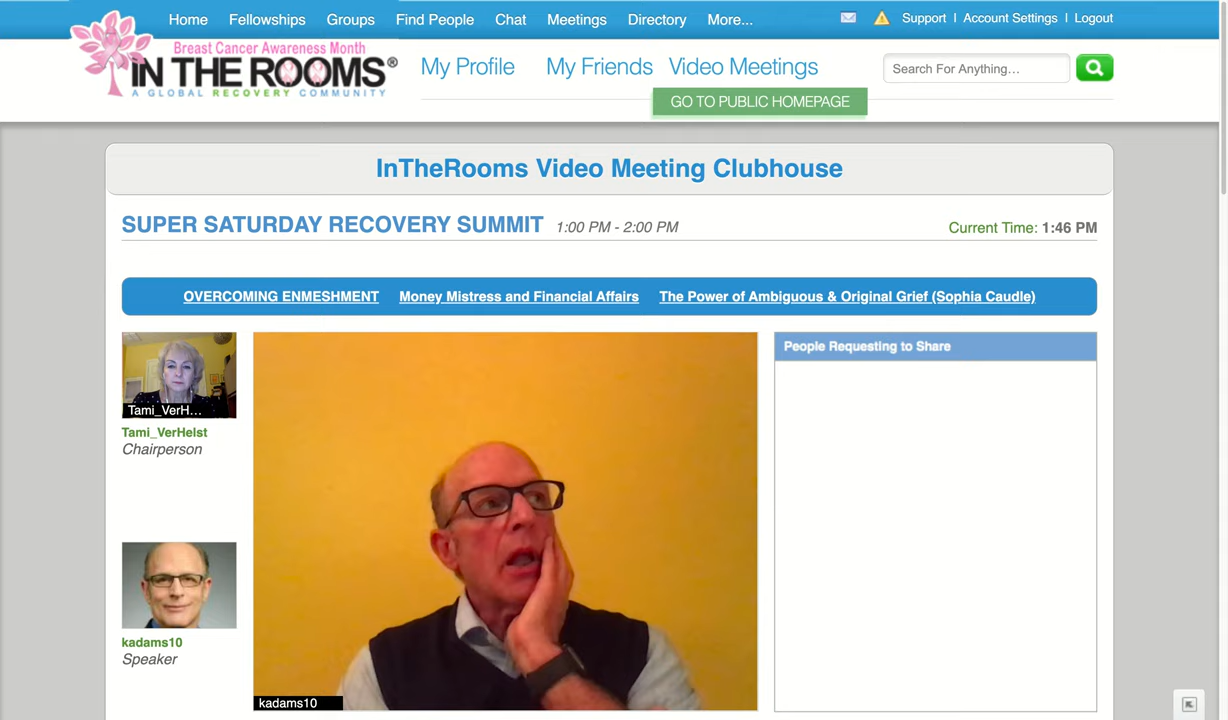 Home Fellowships Groups Find People Chat Meetings Directory More... Support | Account Settings | Logout
Breast Cancer Awareness Month
IN THE ROOMS®
A GLOBAL RECOVERY COMMUNITY
My Profile My Friends Video Meetings Search For Anything...
GO TO PUBLIC HOMEPAGE
InTheRooms Video Meeting Clubhouse
SUPER SATURDAY RECOVERY SUMMIT 1:00 PM - 2:00 PM Current Time: 1:46 PM
OVERCOMING ENMESHMENT Money Mistress and Financial Affairs The Power of Ambiguous & Original Grief (Sophia Caudle)
People Requesting to Share
Tami_VerH...
Tami_VerHelst
Chairperson
kadams10
Speaker
kadams10